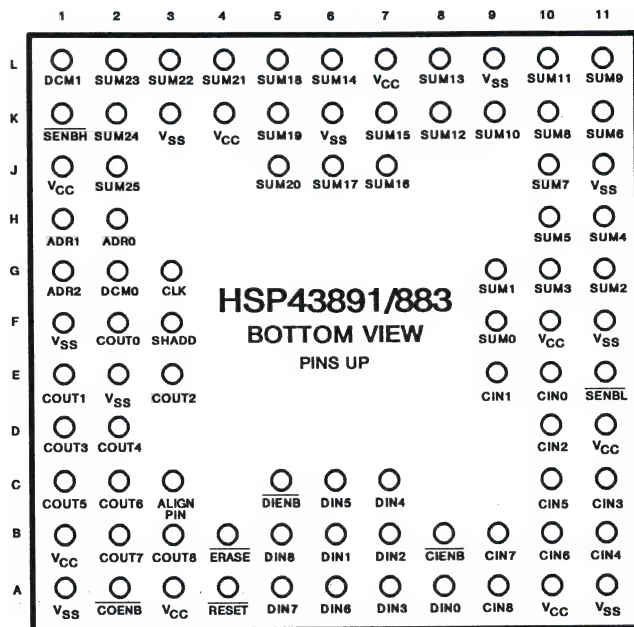 1 2 3 4 5 6 7 8 9 10 11
L
DCM1 SUM23 SUM22 SUM21 SUM18 SUM14 VCC SUM13 VSS SUM11 SUM9
K
SENBH SUM24 VSS VCC SUM19 VSS SUM15 SUM12 SUM10 SUM8 SUM6
J
VCC SUM25 SUM20 SUM17 SUM16 SUM7 VSS
H
ADR1 ADR0 SUM5 SUM4
G
ADR2 DCM0 CLK SUM1 SUM3 SUM2
HSP43891/883
F
BOTTOM VIEW
VSS COUT0 SHADD SUM0 VCC VSS
PINS UP
E
COUT1 VSS COUT2 CIN1 CIN0 SENBL
D
COUT3 COUT4 CIN2 VCC
C
COUT5 COUT6 ALIGN PIN DIENB DIN5 DIN4 CIN5 CIN3
B
VCC COUT7 COUT8 ERASE DIN8 DIN1 DIN2 CIENB CIN7 CIN6 CIN4
A
VSS COENB VCC RESET DIN7 DIN6 DIN3 DIN0 CIN8 VCC VSS